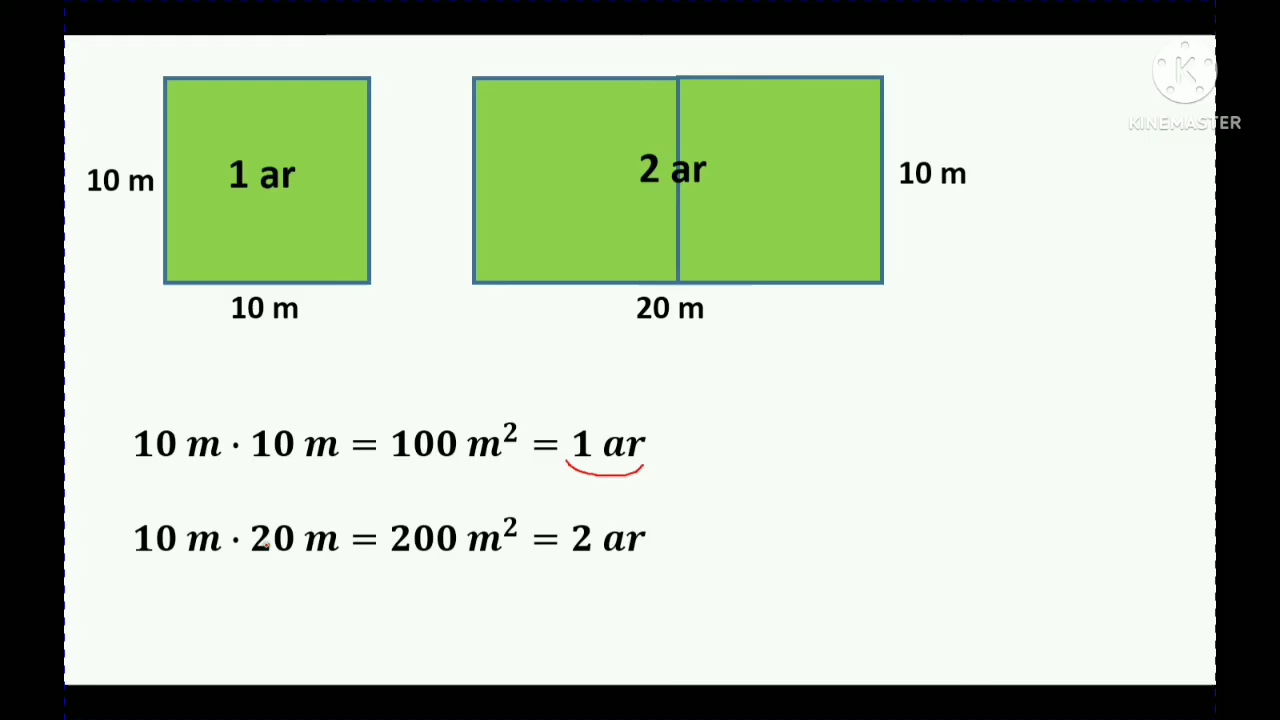 K
KINEMASTER
1 ar
2 ar
10 m
10 m
10 m
20 m
10 m · 10 m = 100 m² = 1 ar
10 m · 20 m = 200 m² = 2 ar